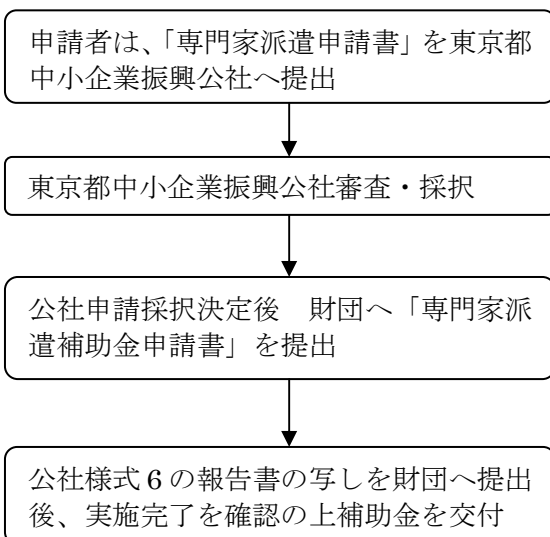 申請者は、「専門家派遣申請書」を東京都
中小企業振興公社へ提出
東京都中小企業振興公社審査・採択
公社申請採択決定後　財団へ「専門家派
遣補助金申請書」を提出
公社様式６の報告書の写しを財団へ提出
後、実施完了を確認の上補助金を交付